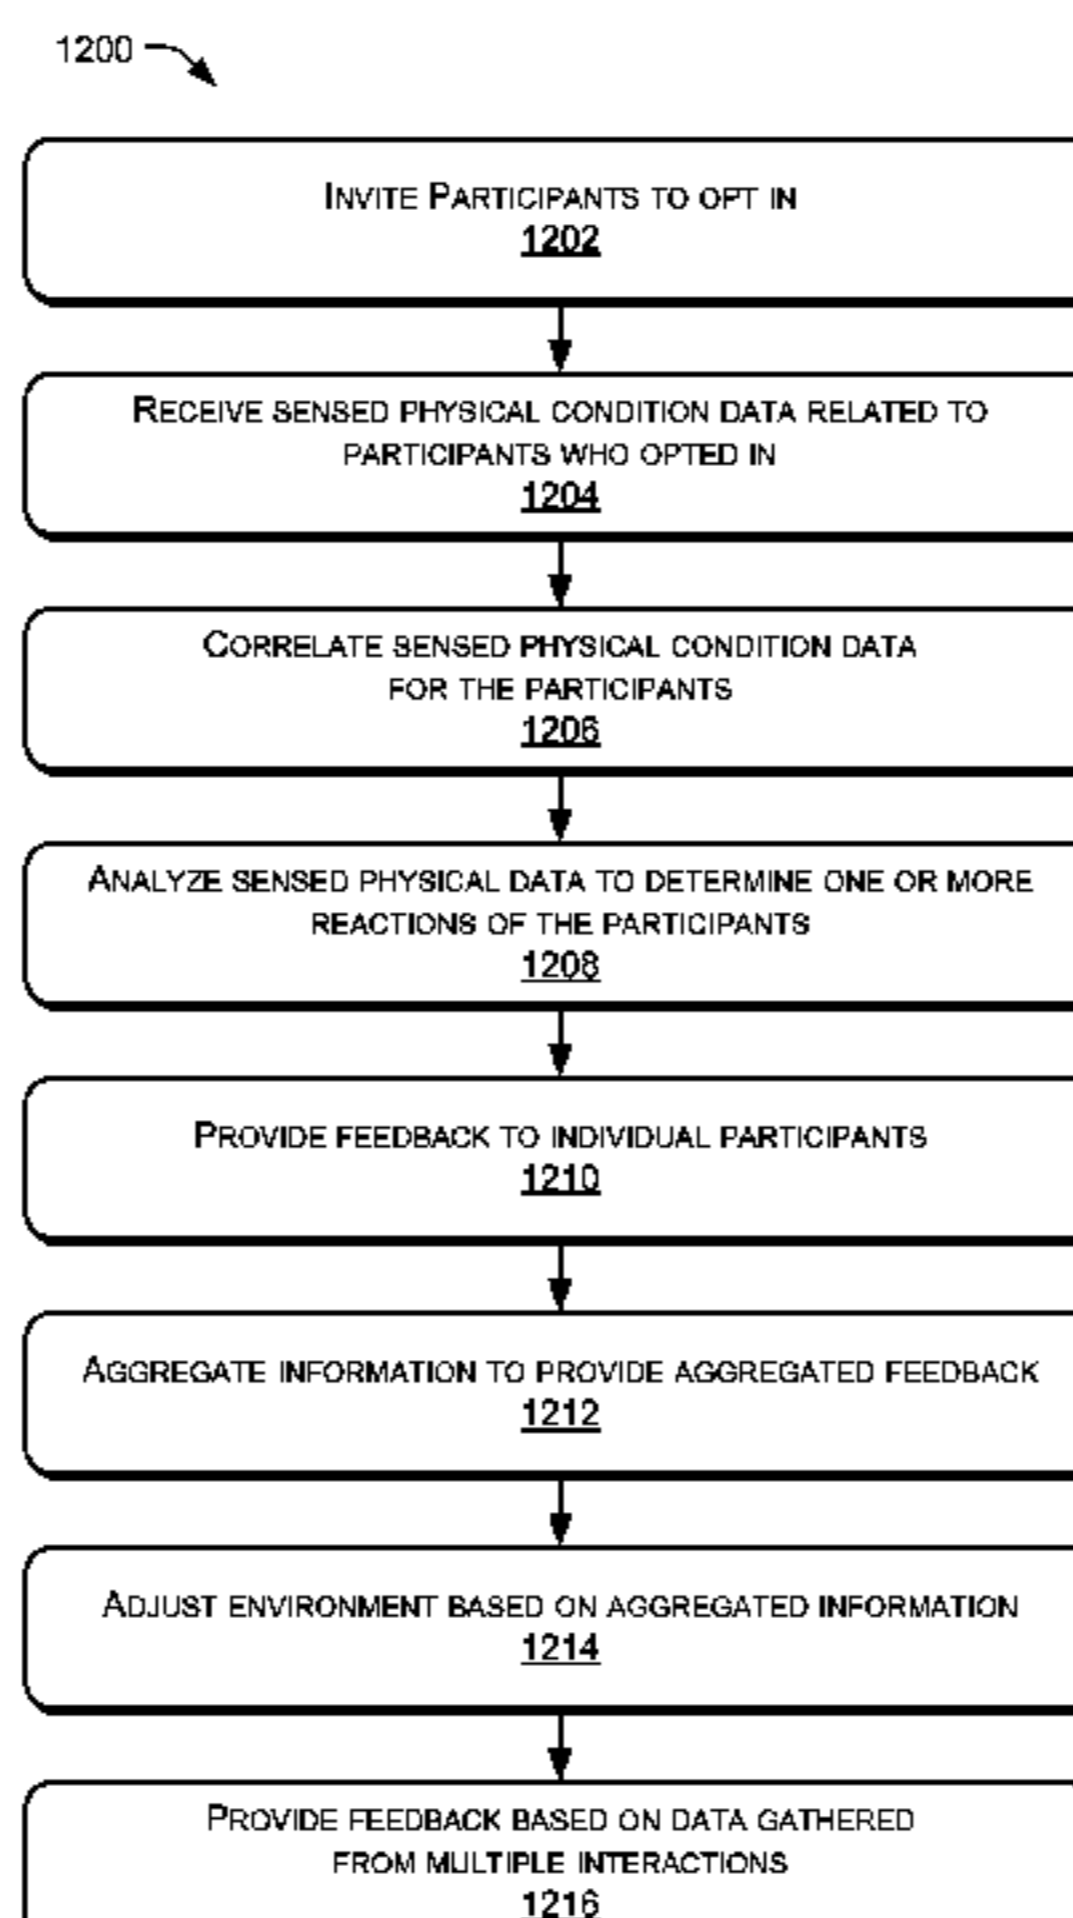 1200
INVITE PARTICIPANTS TO OPT IN
1202
RECEIVE SENSED PHYSICAL CONDITION DATA RELATED TO
PARTICIPANTS WHO OPTED IN
1204
CORRELATE SENSED PHYSICAL CONDITION DATA
FOR THE PARTICIPANTS
1206
ANALYZE SENSED PHYSICAL DATA TO DETERMINE ONE OR MORE
REACTIONS OF THE PARTICIPANTS
1208
PROVIDE FEEDBACK TO INDIVIDUAL PARTICIPANTS
1210
AGGREGATE INFORMATION TO PROVIDE AGGREGATED FEEDBACK
1212
ADJUST ENVIRONMENT BASED ON AGGREGATED INFORMATION
1214
PROVIDE FEEDBACK BASED ON DATA GATHERED
FROM MULTIPLE INTERACTIONS
1216